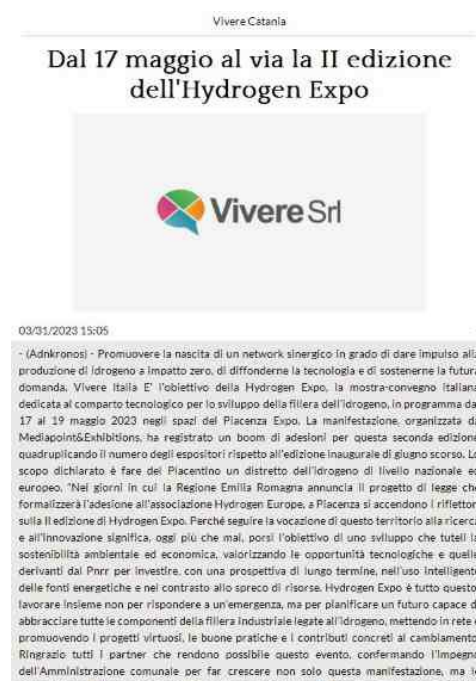 Vivere Catania
Dal 17 maggio al via la II edizione
dell'Hydrogen Expo
Vivere Srl
03/31/2023 15:05
- (Adnkronos) - Promuovere la nascita di un network sinergico in grado di dare impulso alla
produzione di idrogeno a impatto zero, di diffonderne la tecnologia e di sostenerne la futura
domanda. Vivere Italia E' l'obiettivo della Hydrogen Expo, la mostra-convegno italiana
dedicata al comparto tecnologico per lo sviluppo della filiera dell'idrogeno, in programma dal
17 al 19 maggio 2023 negli spazi del Piacenza Expo. La manifestazione, organizzata da
Mediapoint&Exhibitions, ha registrato un boom di adesioni per questa seconda edizione
quadruplicando il numero degli espositori rispetto all'edizione inaugurale di giugno scorso. Lo
scopo dichiarato è fare del Piacentino un distretto dell'idrogeno di livello nazionale ed
europeo. "Nei giorni in cui la Regione Emilia Romagna annuncia il progetto di legge che
formalizzerà l'adesione all'associazione Hydrogen Europe, a Piacenza si accendono i riflettori
sulla II edizione di Hydrogen Expo. Perché seguire la vocazione di questo territorio alla ricerca
e all'innovazione significa, oggi più che mai, porsi l'obiettivo di uno sviluppo che tuteli la
sostenibilità ambientale ed economica, valorizzando le opportunità tecnologiche e quelle
derivanti dal Pnrr per investire, con una prospettiva di lungo termine, nell'uso intelligente
delle fonti energetiche e nel contrasto allo spreco di risorse. Hydrogen Expo è tutto questo:
lavorare insieme non per rispondere a un'emergenza, ma per planificare un futuro capace di
abbracciare tutte le componenti della filiera industriale legate all'idrogeno, mettendo in rete e
promuovendo i progetti virtuosi, le buone pratiche e i contributi concreti al cambiamento.
Ringrazio tutti i partner che rendono possibile questo evento, confermando l'impegno
dell'Amministrazione comunale per far crescere non solo questa manifestazione, ma le